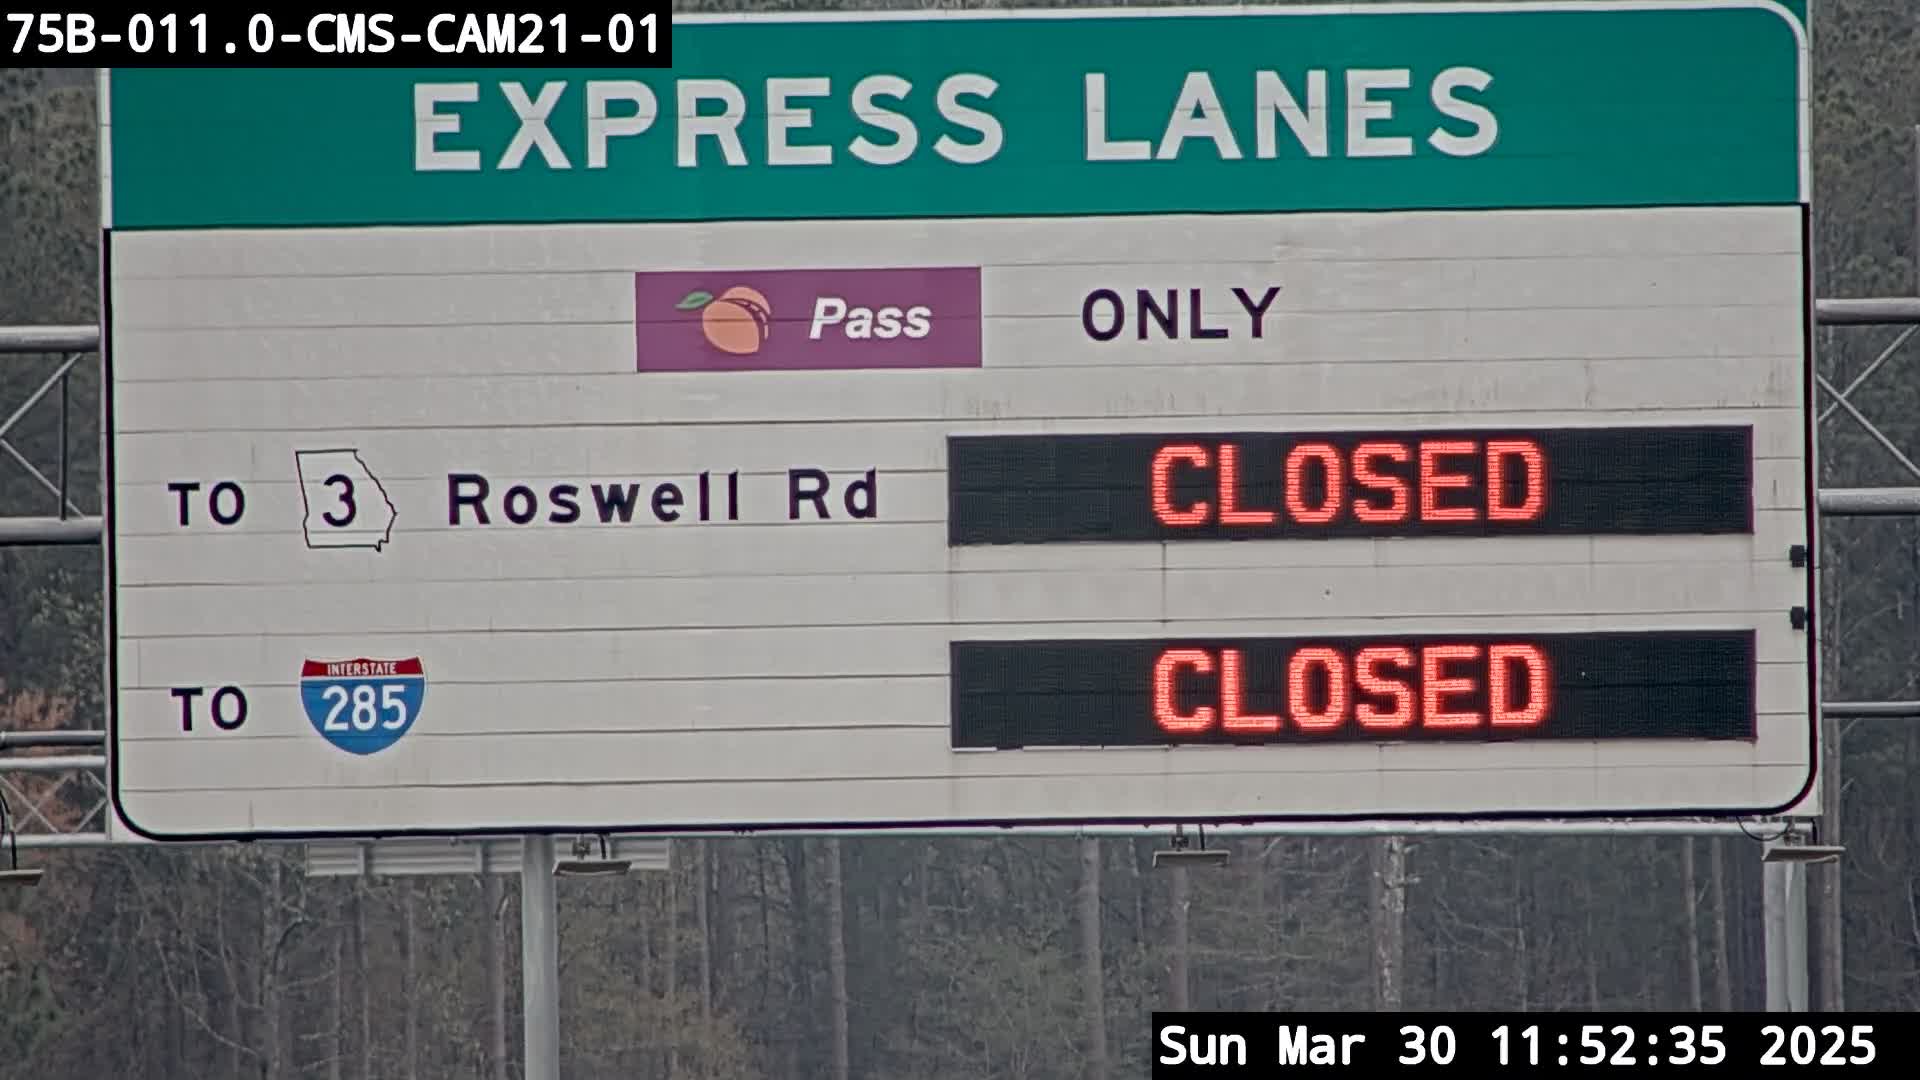 75B-011.0-CMS-CAM21-01
EXPRESS LANES
Pass ONLY
TO 3 Roswell Rd CLOSED
TO INTERSTATE 285 CLOSED
Sun Mar 30 11:52:35 2025